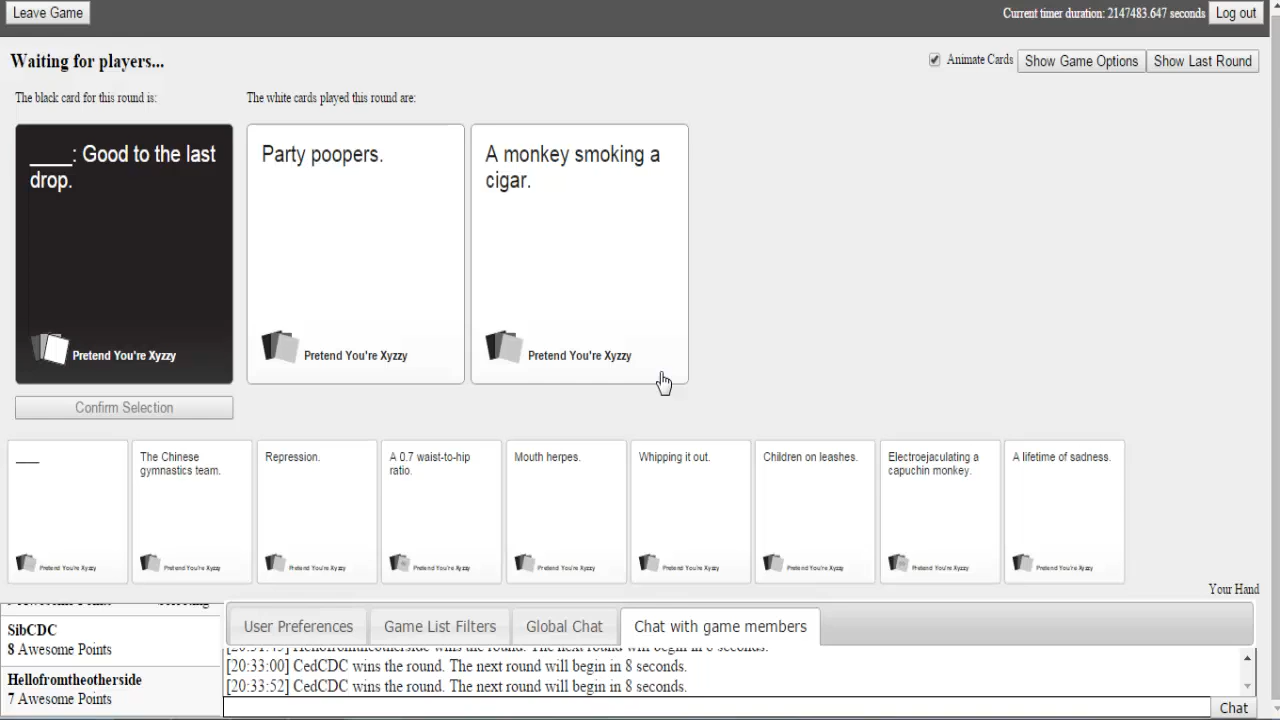 Leave Game
Current timer duration: 2147483.647 seconds
Log out
Waiting for players...
Animate Cards
Show Game Options
Show Last Round
The black card for this round is:
The white cards played this round are:
____: Good to the last
drop.
Pretend You're Xyzzy
Party poopers.
Pretend You're Xyzzy
A monkey smoking a
cigar.
Pretend You're Xyzzy
Confirm Selection
____
Pretend You're Xyzzy
The Chinese
gymnastics team.
Pretend You're Xyzzy
Repression.
Pretend You're Xyzzy
A 0.7 waist-to-hip
ratio.
Pretend You're Xyzzy
Mouth herpes.
Pretend You're Xyzzy
Whipping it out.
Pretend You're Xyzzy
Children on leashes.
Pretend You're Xyzzy
Electroejaculating a
capuchin monkey.
Pretend You're Xyzzy
A lifetime of sadness.
Pretend You're Xyzzy
Your Hand
SibCDC
8 Awesome Points
Hellofromtheotherside
7 Awesome Points
User Preferences
Game List Filters
Global Chat
Chat with game members
[20:33:00] CedCDC wins the round. The next round will begin in 8 seconds.
[20:33:52] CedCDC wins the round. The next round will begin in 8 seconds.
Chat